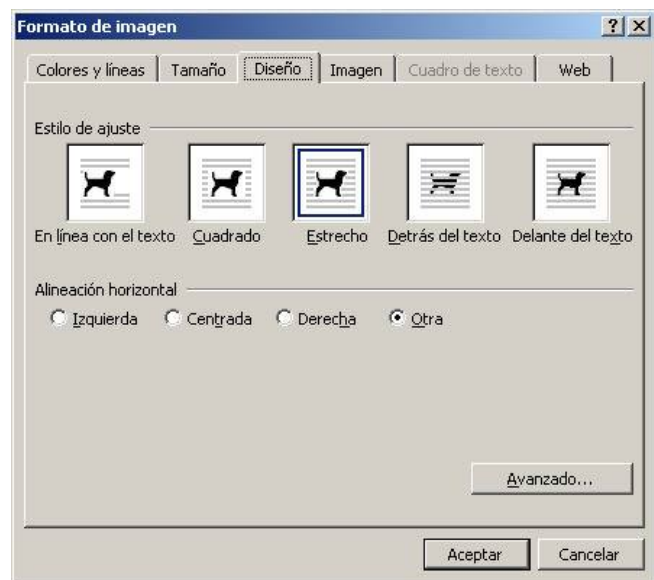 Formato de imagen
Colores y líneas Tamaño Diseño Imagen Cuadro de texto Web
Estilo de ajuste
En línea con el texto Cuadrado Estrecho Detrás del texto Delante del texto
Alineación horizontal
Izquierda Centrada Derecha Otra
Avanzado...
Aceptar Cancelar